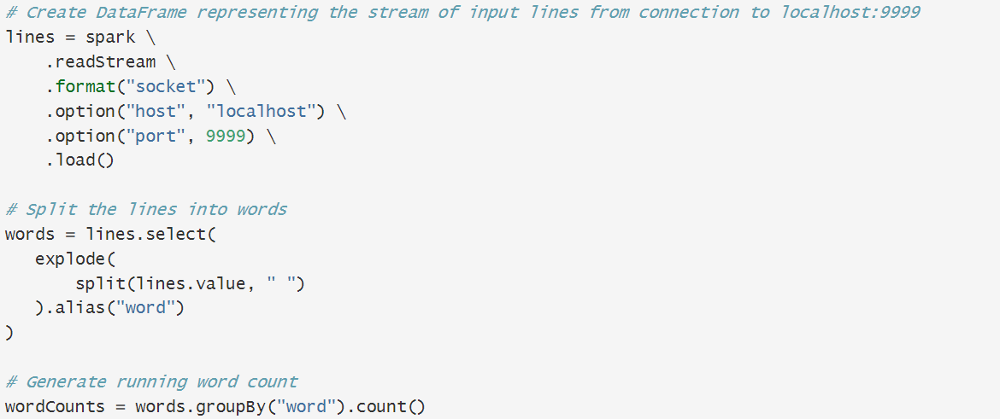 # Create DataFrame representing the stream of input lines from connection to localhost:9999
lines = spark \
    .readStream \
    .format("socket") \
    .option("host", "localhost") \
    .option("port", 9999) \
    .load()

# Split the lines into words
words = lines.select(
   explode(
       split(lines.value, " ")
   ).alias("word")
)

# Generate running word count
wordCounts = words.groupBy("word").count()